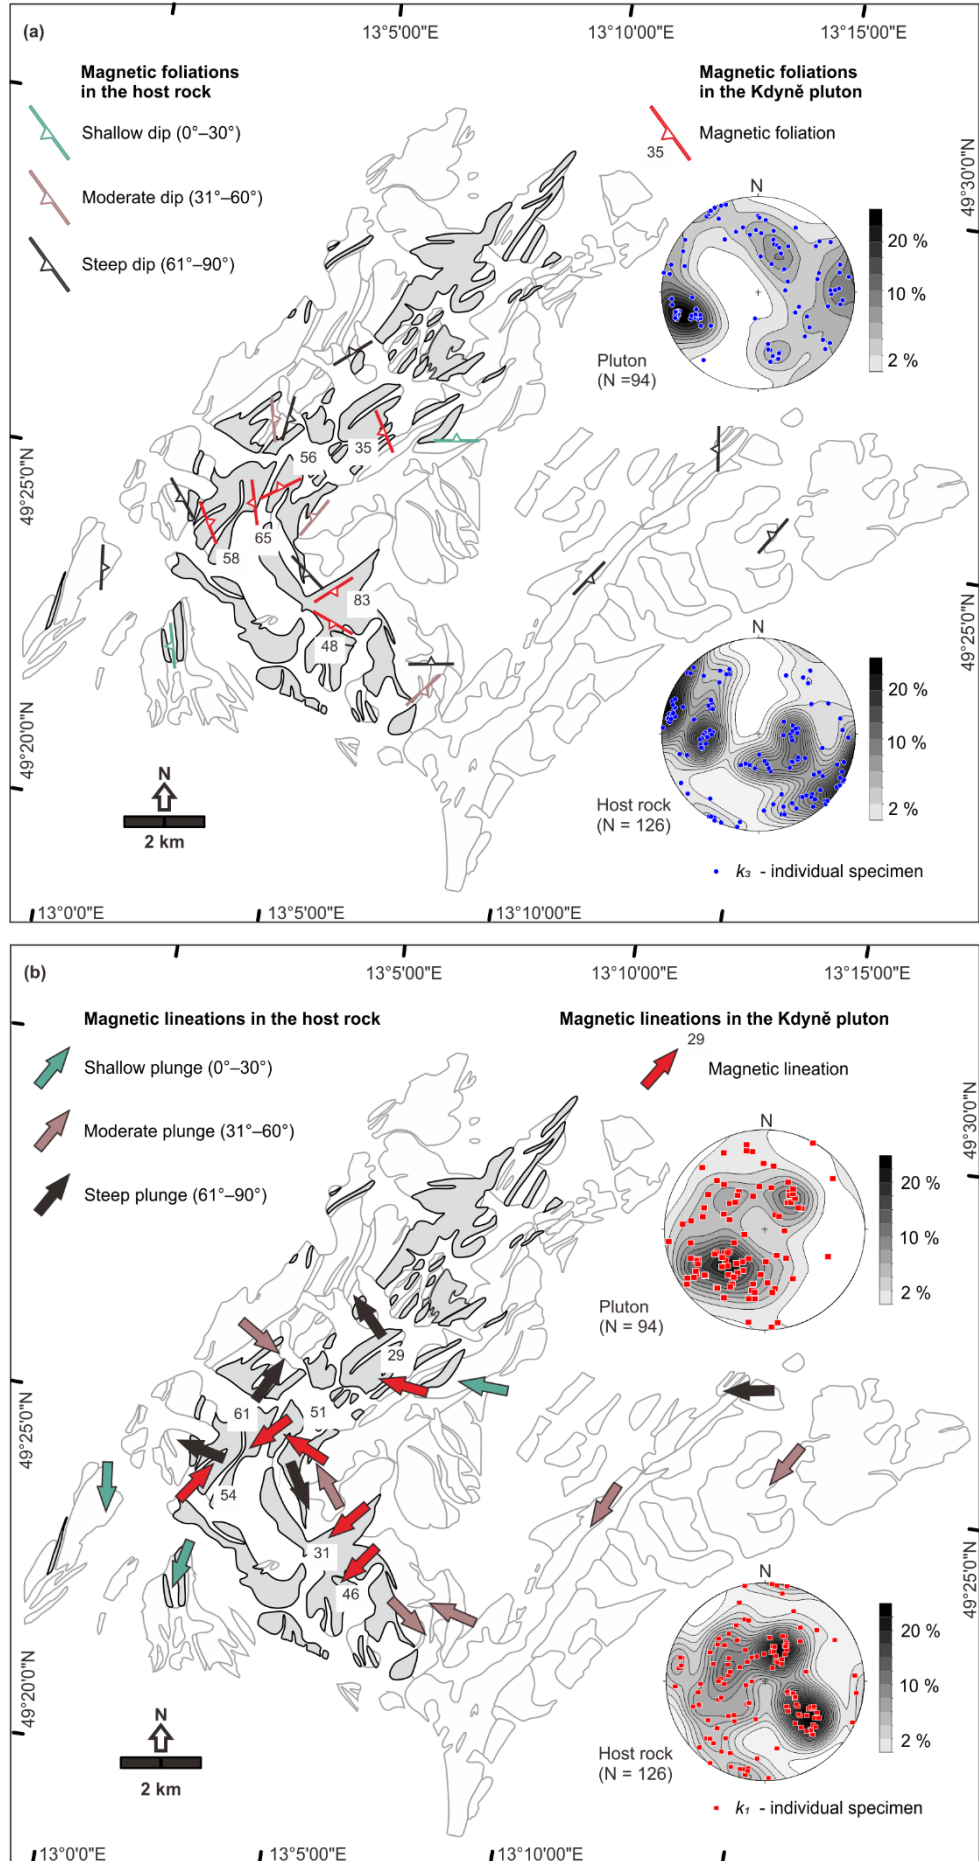 (a)
13°5'00"E
13°10'00"E
13°15'00"E
Magnetic foliations
in the host rock
Shallow dip (0°–30°)
Moderate dip (31°–60°)
Steep dip (61°–90°)
Magnetic foliations
in the Kdyně pluton
Magnetic foliation
35
49°30'0"N
N
20 %
10 %
2 %
Pluton
(N =94)
56
35
65
58
83
48
49°25'0"N
49°25'0"N
49°20'0"N
N
20 %
10 %
2 %
Host rock
(N = 126)
N
2 km
k3 - individual specimen
13°0'00"E
13°5'00"E
13°10'00"E
(b)
13°5'00"E
13°10'00"E
13°15'00"E
Magnetic lineations in the host rock
Shallow plunge (0°–30°)
Moderate plunge (31°–60°)
Steep plunge (61°–90°)
Magnetic lineations in the Kdyně pluton
29
Magnetic lineation
49°30'0"N
N
20 %
10 %
2 %
Pluton
(N = 94)
29
61
51
54
31
46
49°25'0"N
49°25'0"N
49°20'0"N
N
20 %
10 %
2 %
Host rock
(N = 126)
N
2 km
k1 - individual specimen
13°0'00"E
13°5'00"E
13°10'00"E